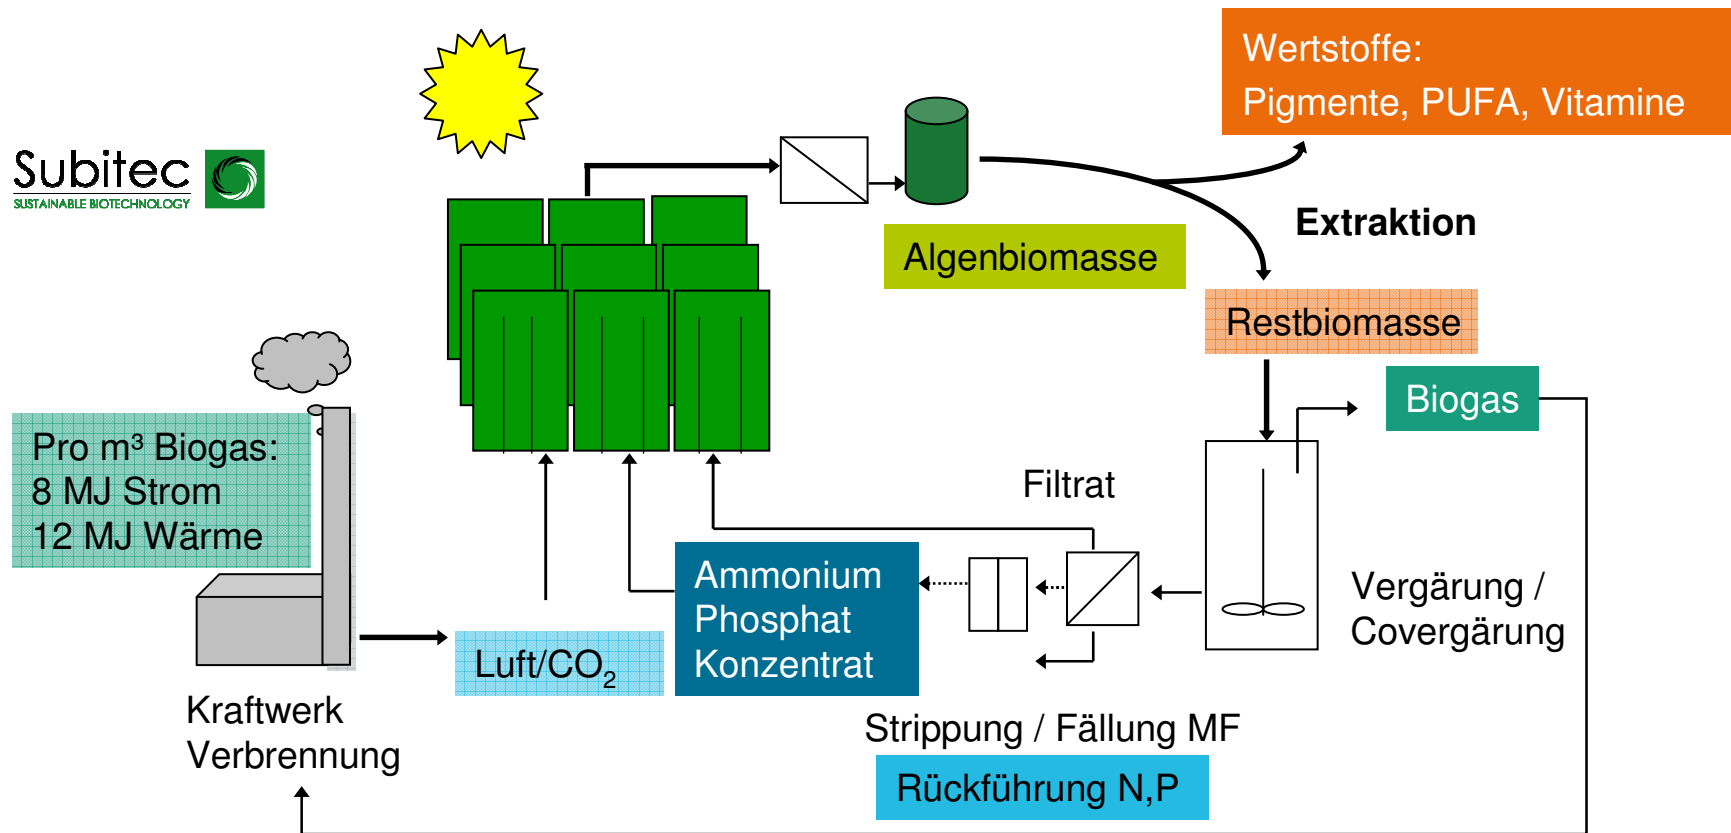 Wertstoffe:
Pigmente, PUFA, Vitamine
Subitec
SUSTAINABLE BIOTECHNOLOGY
Extraktion
Algenbiomasse
Restbiomasse
Biogas
Pro m³ Biogas:
8 MJ Strom
12 MJ Wärme
Filtrat
Ammonium
Phosphat
Konzentrat
Vergärung /
Covergärung
Luft/CO₂
Kraftwerk
Verbrennung
Strippung / Fällung MF
Rückführung N,P